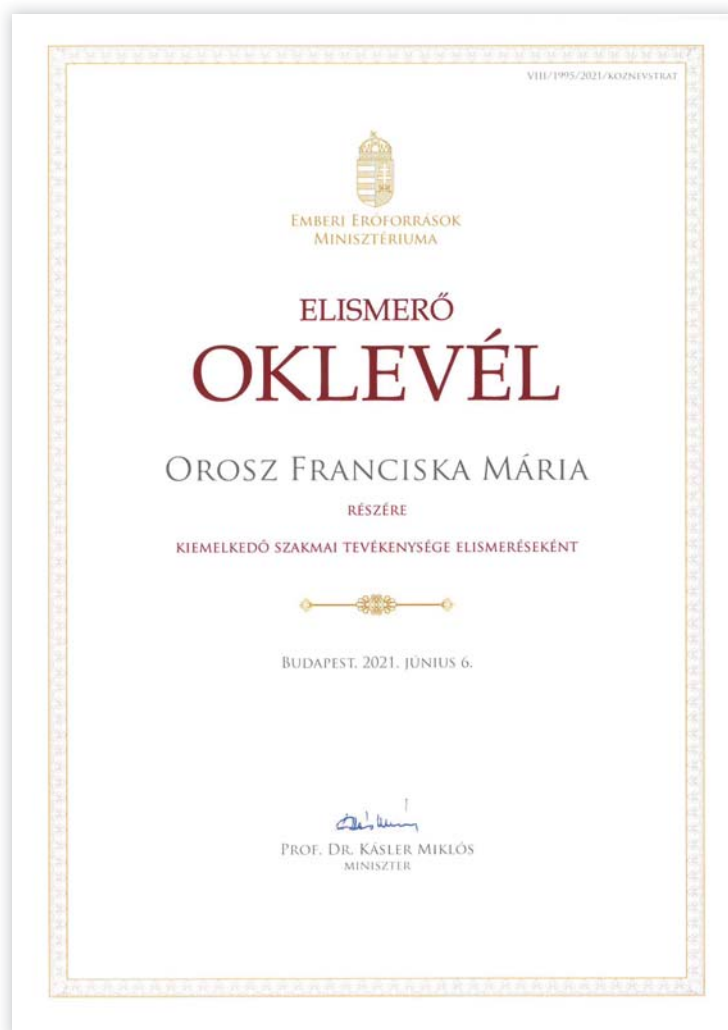 VIII/1995/2021/KOZNEVSTRAT
EMBERI ERŐFORRÁSOK
MINISZTÉRIUMA
ELISMERŐ
OKLEVÉL
OROSZ FRANCISKA MÁRIA
RÉSZÉRE
KIEMELKEDŐ SZAKMAI TEVÉKENYSÉGE ELISMERÉSEKÉNT
BUDAPEST, 2021. JÚNIUS 6.
PROF. DR. KÁSLER MIKLÓS
MINISZTER